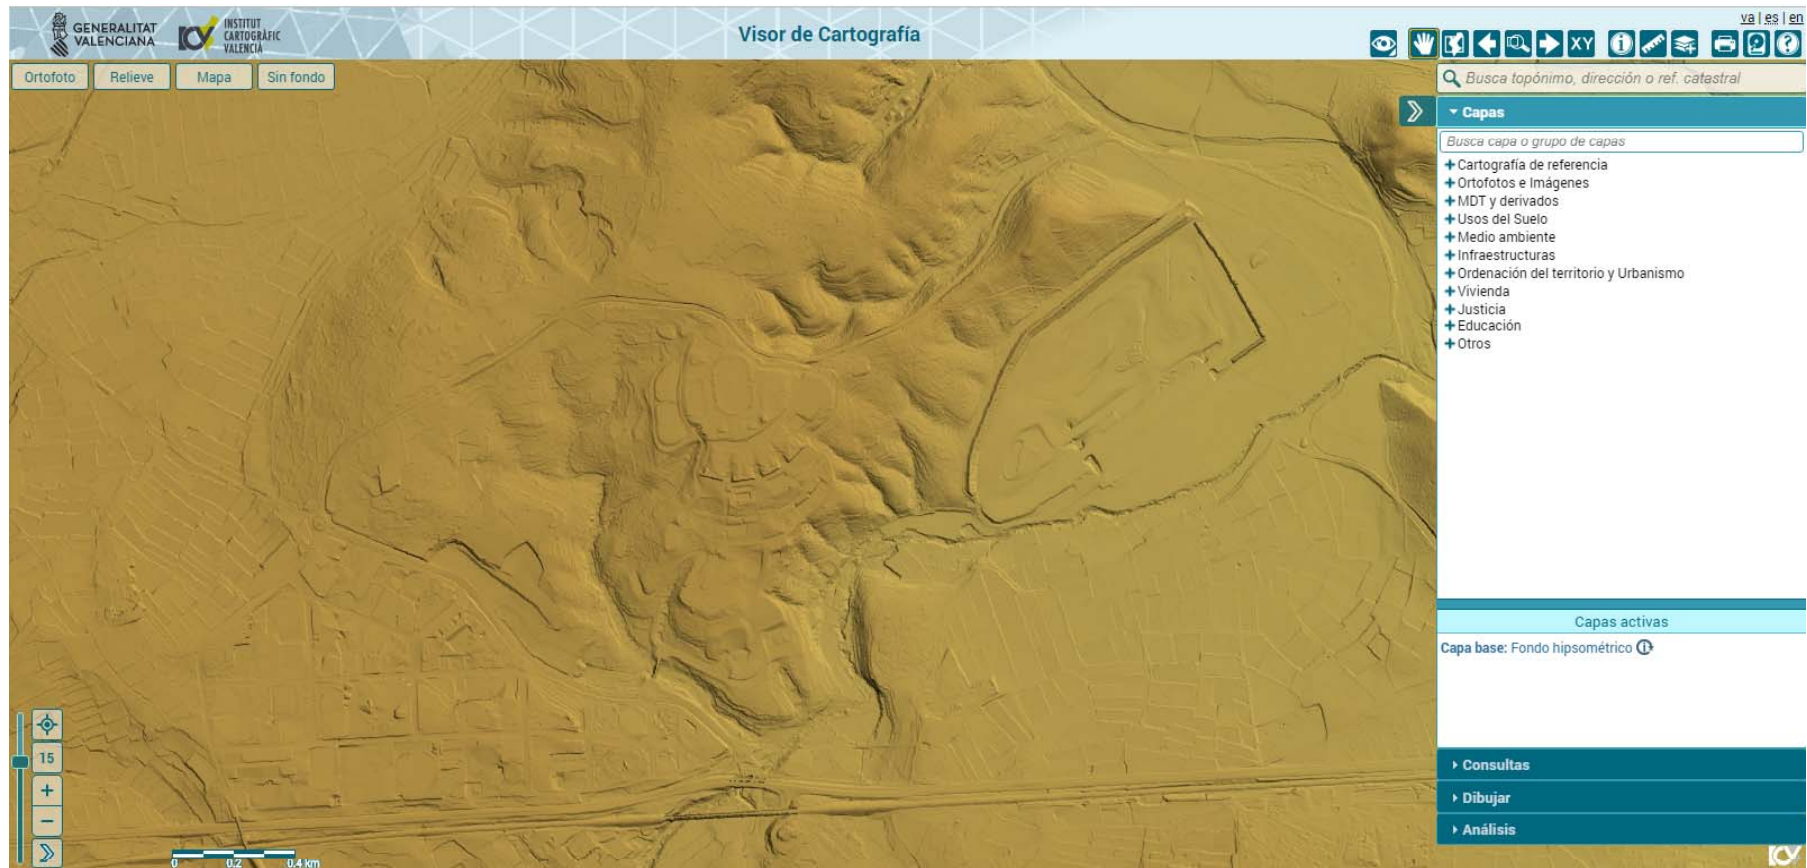 GENERALITAT
VALENCIANA
INSTITUT
CARTOGRÀFIC
VALENCIÀ
Visor de Cartografía
va | es | en
XY
Ortofoto
Relieve
Mapa
Sin fondo
Busca topónimo, dirección o ref. catastral
Capas
Busca capa o grupo de capas
Cartografía de referencia
Ortofotos e Imágenes
MDT y derivados
Usos del Suelo
Medio ambiente
Infraestructuras
Ordenación del territorio y Urbanismo
Vivienda
Justicia
Educación
Otros
Capas activas
Capa base: Fondo hipsométrico
Consultas
Dibujar
Análisis
15
0 0.2 0.4 km